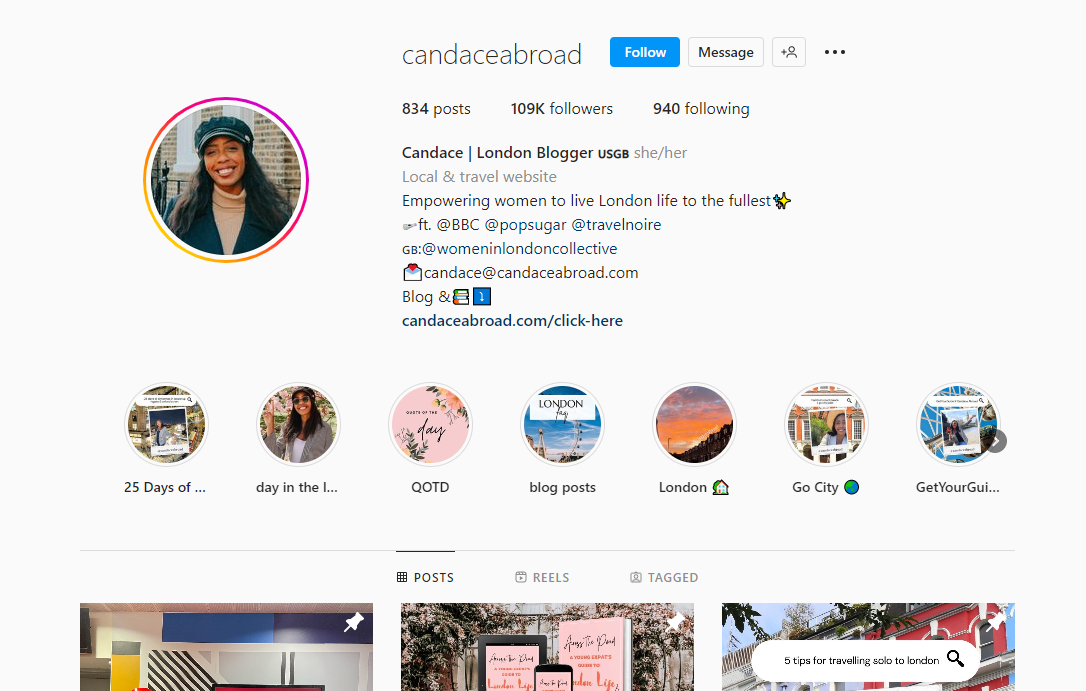 candaceabroad Follow Message
834 posts 109K followers 940 following
Candace | London Blogger USGB she/her
Local & travel website
Empowering women to live London life to the fullest✨
ft. @BBC @popsugar @travelnoire
GB:@womeninlondoncollective
💌candace@candaceabroad.com
Blog &📚⤵️
candaceabroad.com/click-here
QUOTE OF THE
day
LONDON
25 Days of ...
day in the l...
QOTD
blog posts
London 🏡
Go City 🌍
GetYourGui...
POSTS
REELS
TAGGED
Across The Pond
A YOUNG EXPAT'S
GUIDE TO
London Life
5 tips for travelling solo to london